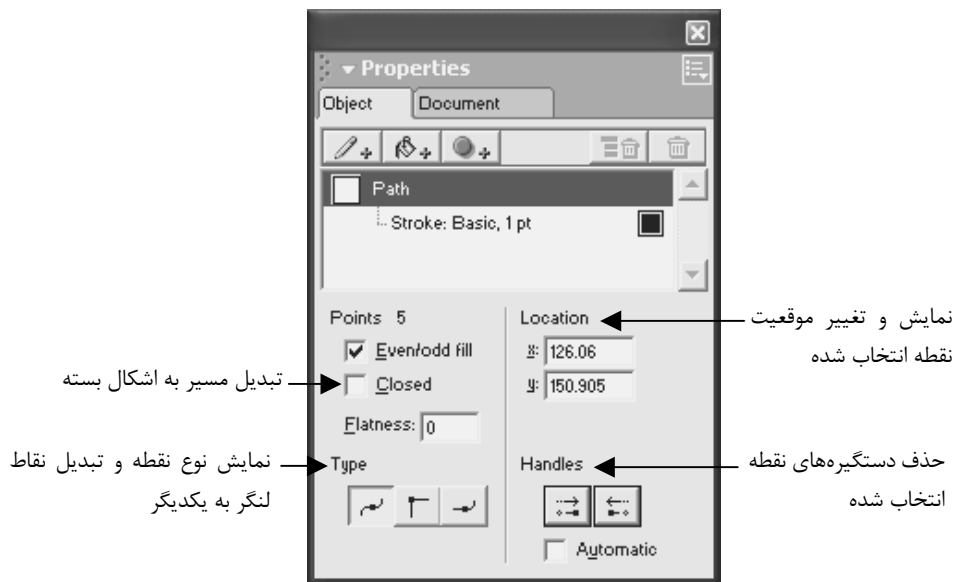 Properties
Object Document
Path
Stroke: Basic, 1 pt
Points 5
Even/odd fill
Closed
Flatness: 0
Type
Location
x: 126.06
y: 150.905
Handles
Automatic
نمایش و تغییر موقعیت
نقطه انتخاب شده
تبدیل مسیر به اشکال بسته
نمایش نوع نقطه و تبدیل نقاط
لنگر به یکدیگر
حذف دستگیره‌های نقطه
انتخاب شده